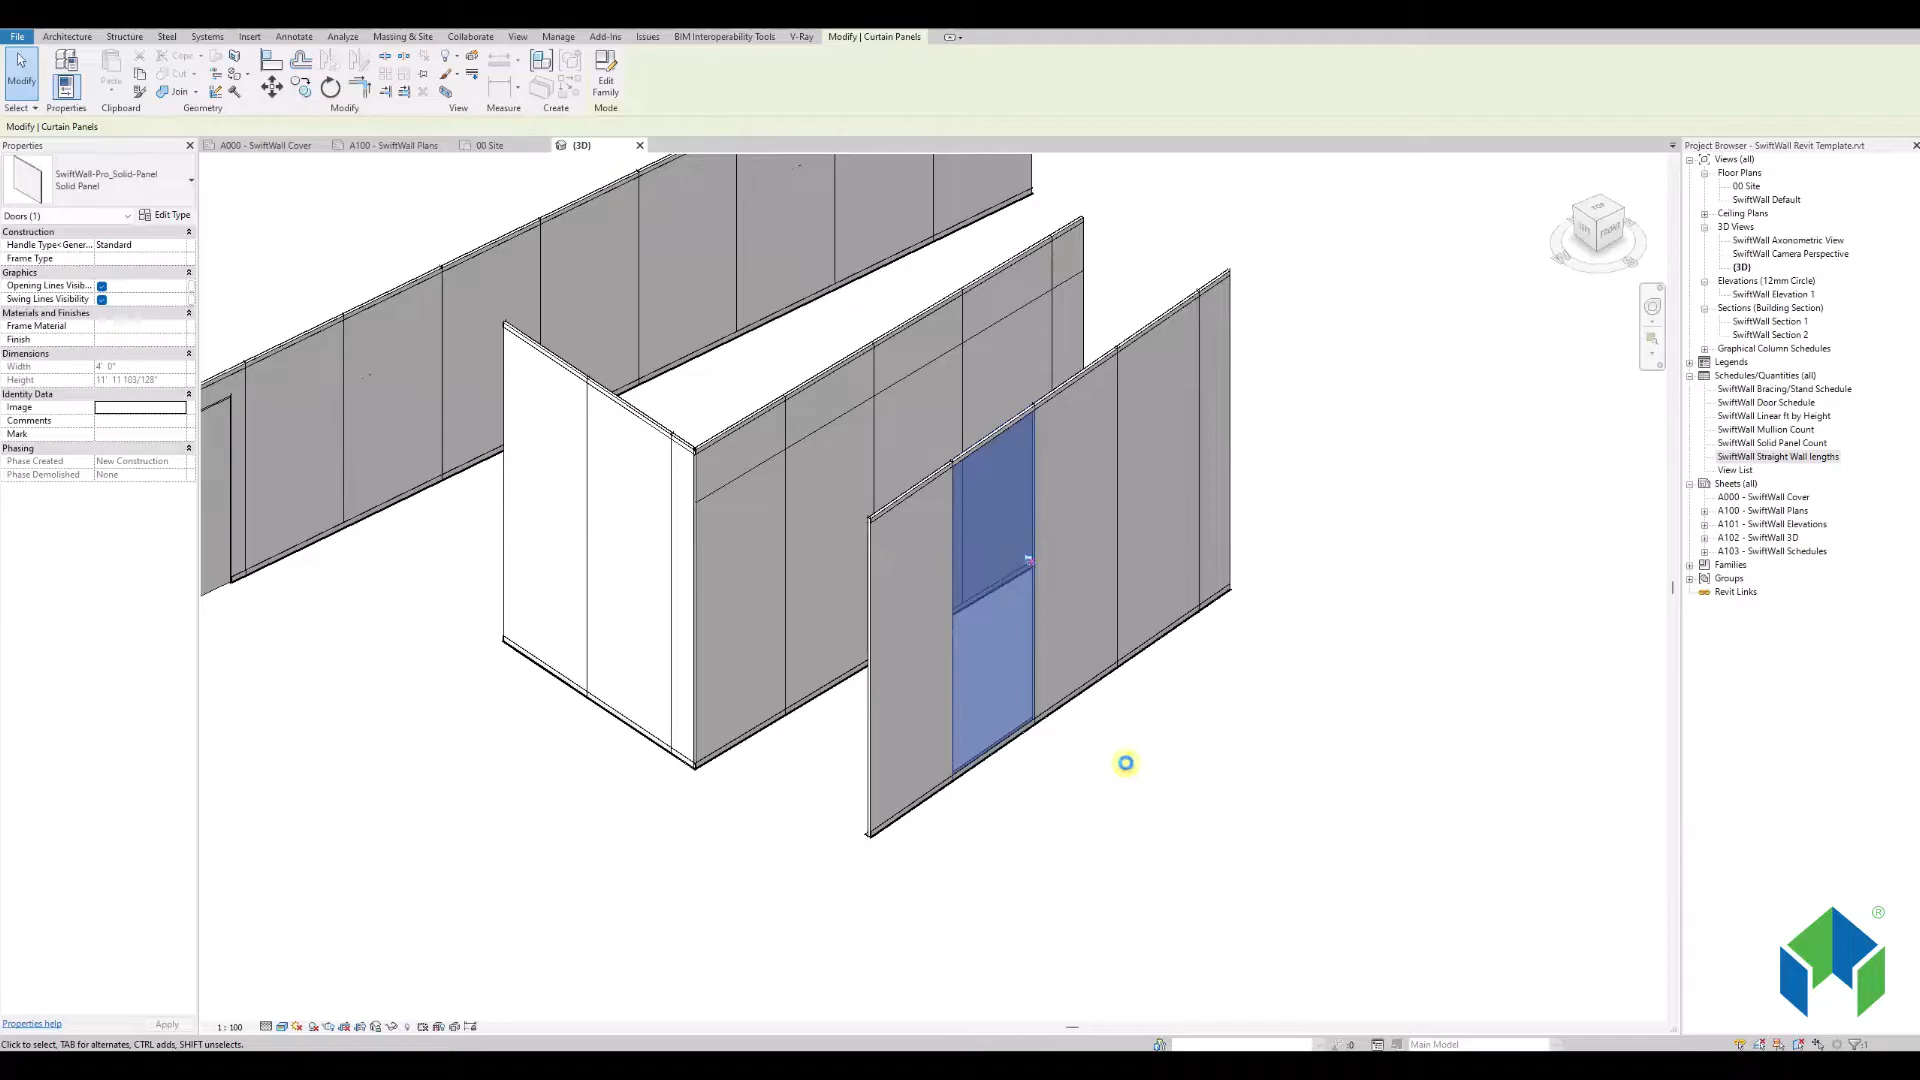 File Architecture Structure Steel Systems Insert Annotate Analyze Massing & Site Collaborate View Manage Add-Ins Issues BIM Interoperability Tools V-Ray Modify | Curtain Panels
Modify
Paste
Cope
Cut
Join
Edit
Family
Select Properties Clipboard Geometry Modify View Measure Create Mode
Modify | Curtain Panels
Properties
A000 - SwiftWall Cover
A100 - SwiftWall Plans
00 Site
{3D}
SwiftWall-Pro_Solid-Panel
Solid Panel
Doors (1)
Edit Type
Construction
Handle Type<Gener... Standard
Frame Type
Graphics
Opening Lines Visib...
Swing Lines Visibility
Materials and Finishes
Frame Material
Finish
Dimensions
Width 4' 0"
Height 11' 11 103/128"
Identity Data
Image
Comments
Mark
Phasing
Phase Created New Construction
Phase Demolished None
Properties help
Apply
TOP
LEFT
FRONT
Project Browser - SwiftWall Revit Template.rvt
Views (all)
Floor Plans
00 Site
SwiftWall Default
Ceiling Plans
3D Views
SwiftWall Axonometric View
SwiftWall Camera Perspective
{3D}
Elevations (12mm Circle)
SwiftWall Elevation 1
Sections (Building Section)
SwiftWall Section 1
SwiftWall Section 2
Graphical Column Schedules
Legends
Schedules/Quantities (all)
SwiftWall Bracing/Stand Schedule
SwiftWall Door Schedule
SwiftWall Linear ft by Height
SwiftWall Mullion Count
SwiftWall Solid Panel Count
SwiftWall Straight Wall lengths
View List
Sheets (all)
A000 - SwiftWall Cover
A100 - SwiftWall Plans
A101 - SwiftWall Elevations
A102 - SwiftWall 3D
A103 - SwiftWall Schedules
Families
Groups
Revit Links
®
1 : 100
Click to select, TAB for alternates, CTRL adds, SHIFT unselects.
:0
Main Model
:1